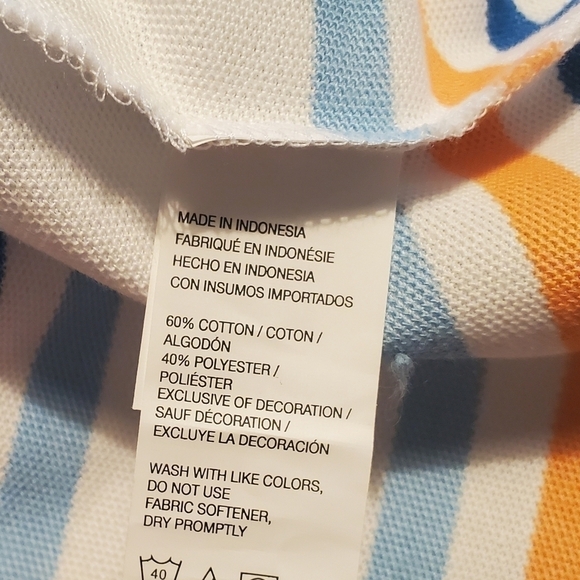 MADE IN INDONESIA
FABRIQUÉ EN INDONÉSIE
HECHO EN INDONESIA
CON INSUMOS IMPORTADOS
60% COTTON / COTON /
ALGODÓN
40% POLYESTER /
POLIÉSTER
EXCLUSIVE OF DECORATION /
SAUF DÉCORATION /
EXCLUYE LA DECORACIÓN
WASH WITH LIKE COLORS,
DO NOT USE
FABRIC SOFTENER,
DRY PROMPTLY
40